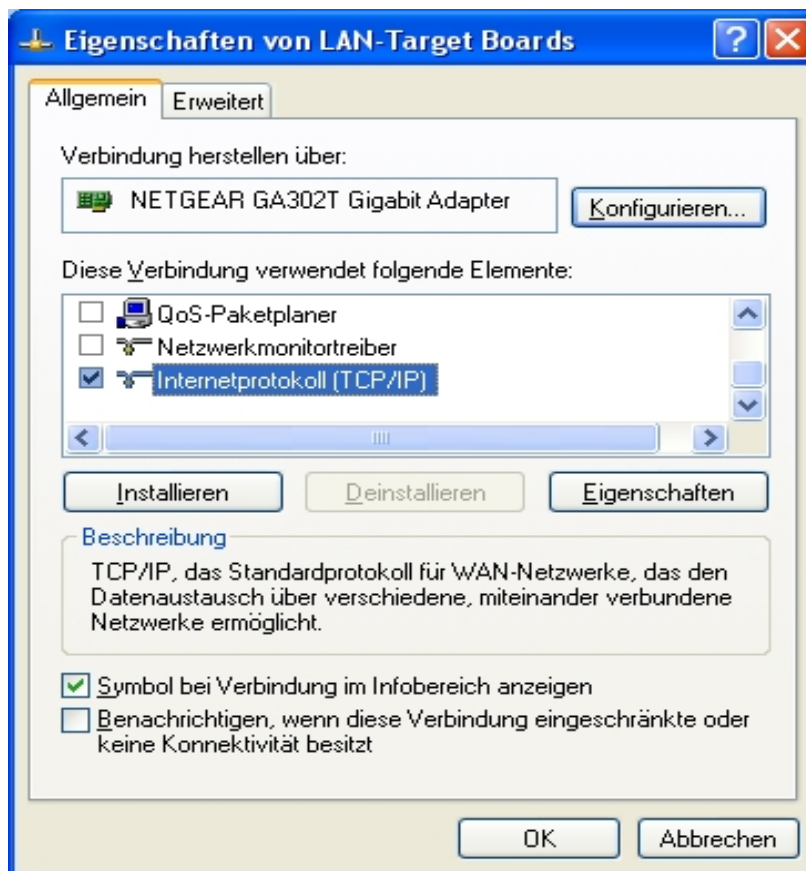 Eigenschaften von LAN-Target Boards
Allgemein
Erweitert
Verbindung herstellen über:
NETGEAR GA302T Gigabit Adapter
Konfigurieren...
Diese Verbindung verwendet folgende Elemente:
QoS-Paketplaner
Netzwerkmonitortreiber
Internetprotokoll (TCP/IP)
Installieren
Deinstallieren
Eigenschaften
Beschreibung
TCP/IP, das Standardprotokoll für WAN-Netzwerke, das den
Datenaustausch über verschiedene, miteinander verbundene
Netzwerke ermöglicht.
Symbol bei Verbindung im Infobereich anzeigen
Benachrichtigen, wenn diese Verbindung eingeschränkte oder
keine Konnektivität besitzt
OK
Abbrechen